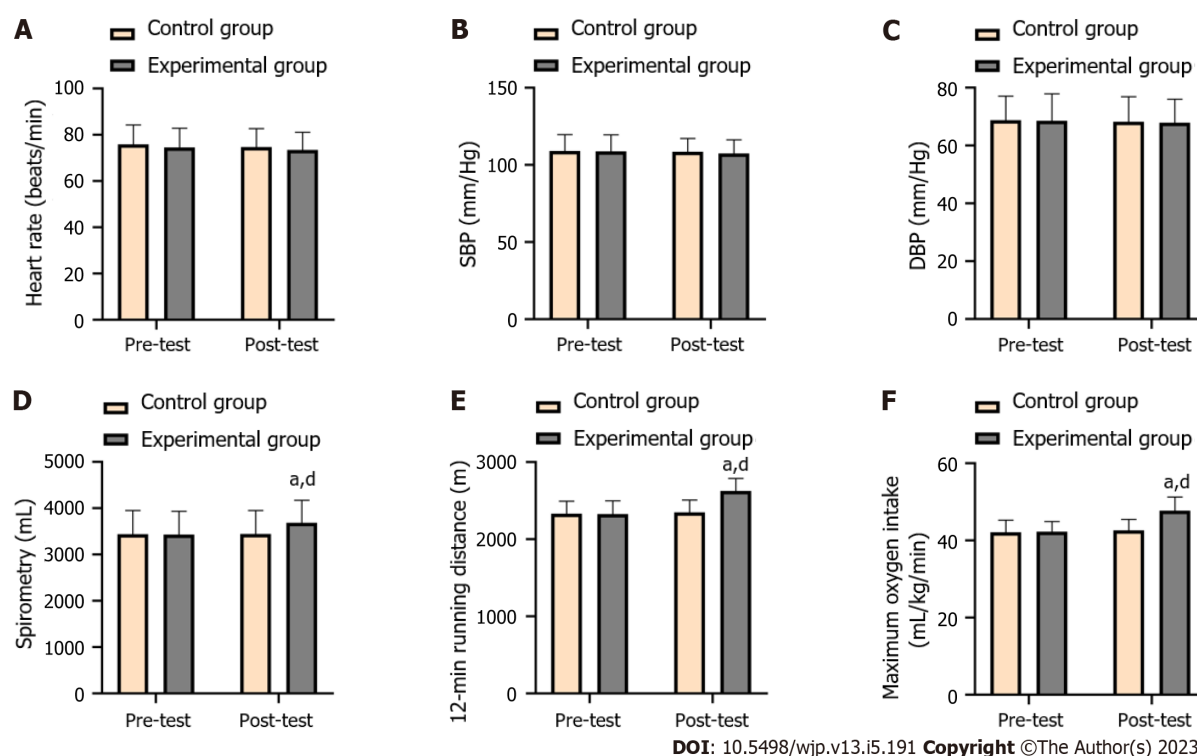 A
Control group
Experimental group
Heart rate (beats/min)
100
80
60
40
20
0
Pre-test
Post-test
B
Control group
Experimental group
SBP (mm/Hg)
150
100
50
0
Pre-test
Post-test
C
Control group
Experimental group
DBP (mm/Hg)
80
60
40
20
0
Pre-test
Post-test
D
Control group
Experimental group
Spirometry (mL)
5000
4000
3000
2000
1000
0
a,d
Pre-test
Post-test
E
Control group
Experimental group
12-min running distance (m)
3000
2000
1000
0
a,d
Pre-test
Post-test
F
Control group
Experimental group
Maximum oxygen intake
(mL/kg/min)
60
40
20
0
a,d
Pre-test
Post-test
DOI: 10.5498/wjp.v13.i5.191 Copyright ©The Author(s) 2023